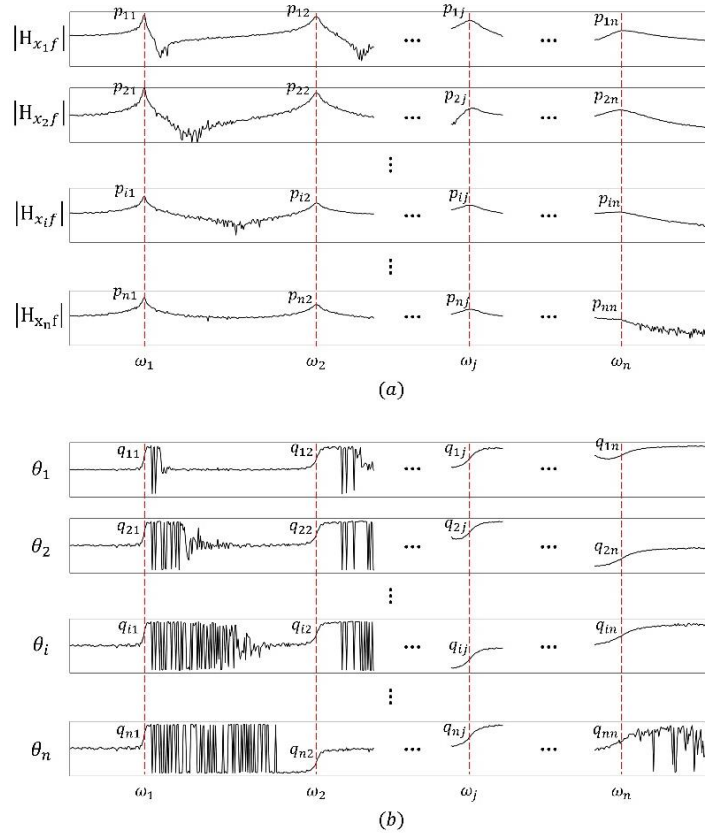 |H_{x_1 f}| p_{11} p_{12} p_{1j} p_{1n}
... ...
|H_{x_2 f}| p_{21} p_{22} p_{2j} p_{2n}
... ...
⋮
|H_{x_i f}| p_{i1} p_{i2} p_{ij} p_{in}
... ...
⋮
|H_{x_n f}| p_{n1} p_{n2} p_{nj} p_{nn}
... ...
ω_1 ω_2 ω_j ω_n
(a)
θ_1 q_{11} q_{12} q_{1j} q_{1n}
... ...
θ_2 q_{21} q_{22} q_{2j} q_{2n}
... ...
⋮
θ_i q_{i1} q_{i2} q_{ij} q_{in}
... ...
⋮
θ_n q_{n1} q_{n2} q_{nj} q_{nn}
... ...
ω_1 ω_2 ω_j ω_n
(b)